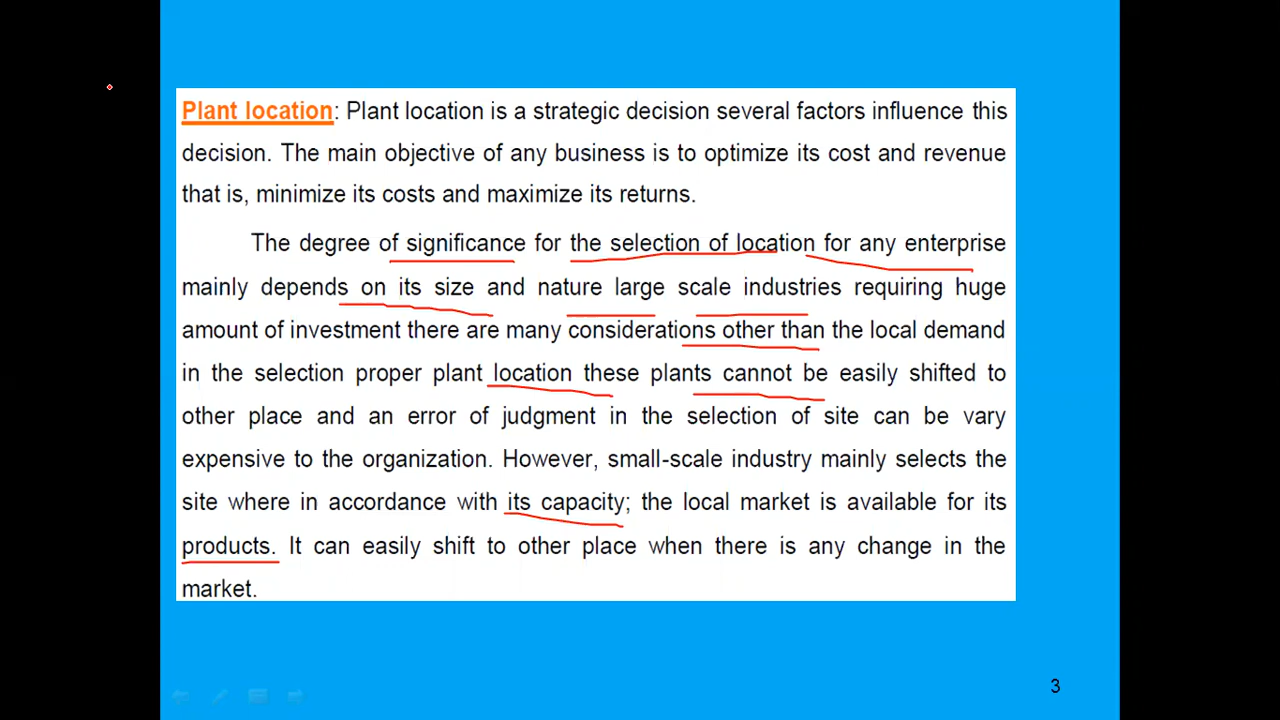 Plant location: Plant location is a strategic decision several factors influence this
decision. The main objective of any business is to optimize its cost and revenue
that is, minimize its costs and maximize its returns.
The degree of significance for the selection of location for any enterprise
mainly depends on its size and nature large scale industries requiring huge
amount of investment there are many considerations other than the local demand
in the selection proper plant location these plants cannot be easily shifted to
other place and an error of judgment in the selection of site can be vary
expensive to the organization. However, small-scale industry mainly selects the
site where in accordance with its capacity; the local market is available for its
products. It can easily shift to other place when there is any change in the
market.
3